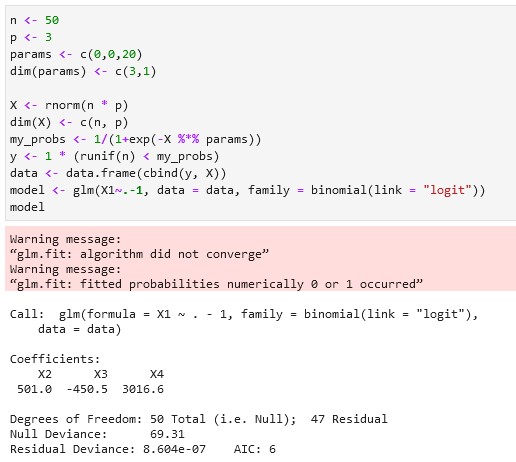 n <- 50
p <- 3
params <- c(0,0,20)
dim(params) <- c(3,1)
X <- rnorm(n * p)
dim(X) <- c(n, p)
my_probs <- 1/(1+exp(-X %*% params))
y <- 1 * (runif(n) < my_probs)
data <- data.frame(cbind(y, X))
model <- glm(X1~.-1, data = data, family = binomial(link = "logit"))
model
Warning message:
“glm.fit: algorithm did not converge”
Warning message:
“glm.fit: fitted probabilities numerically 0 or 1 occurred”
Call:  glm(formula = X1 ~ . - 1, family = binomial(link = "logit"),
    data = data)
Coefficients:
    X2      X3      X4
 501.0  -450.5  3016.6
Degrees of Freedom: 50 Total (i.e. Null);  47 Residual
Null Deviance:      69.31
Residual Deviance: 8.604e-07    AIC: 6